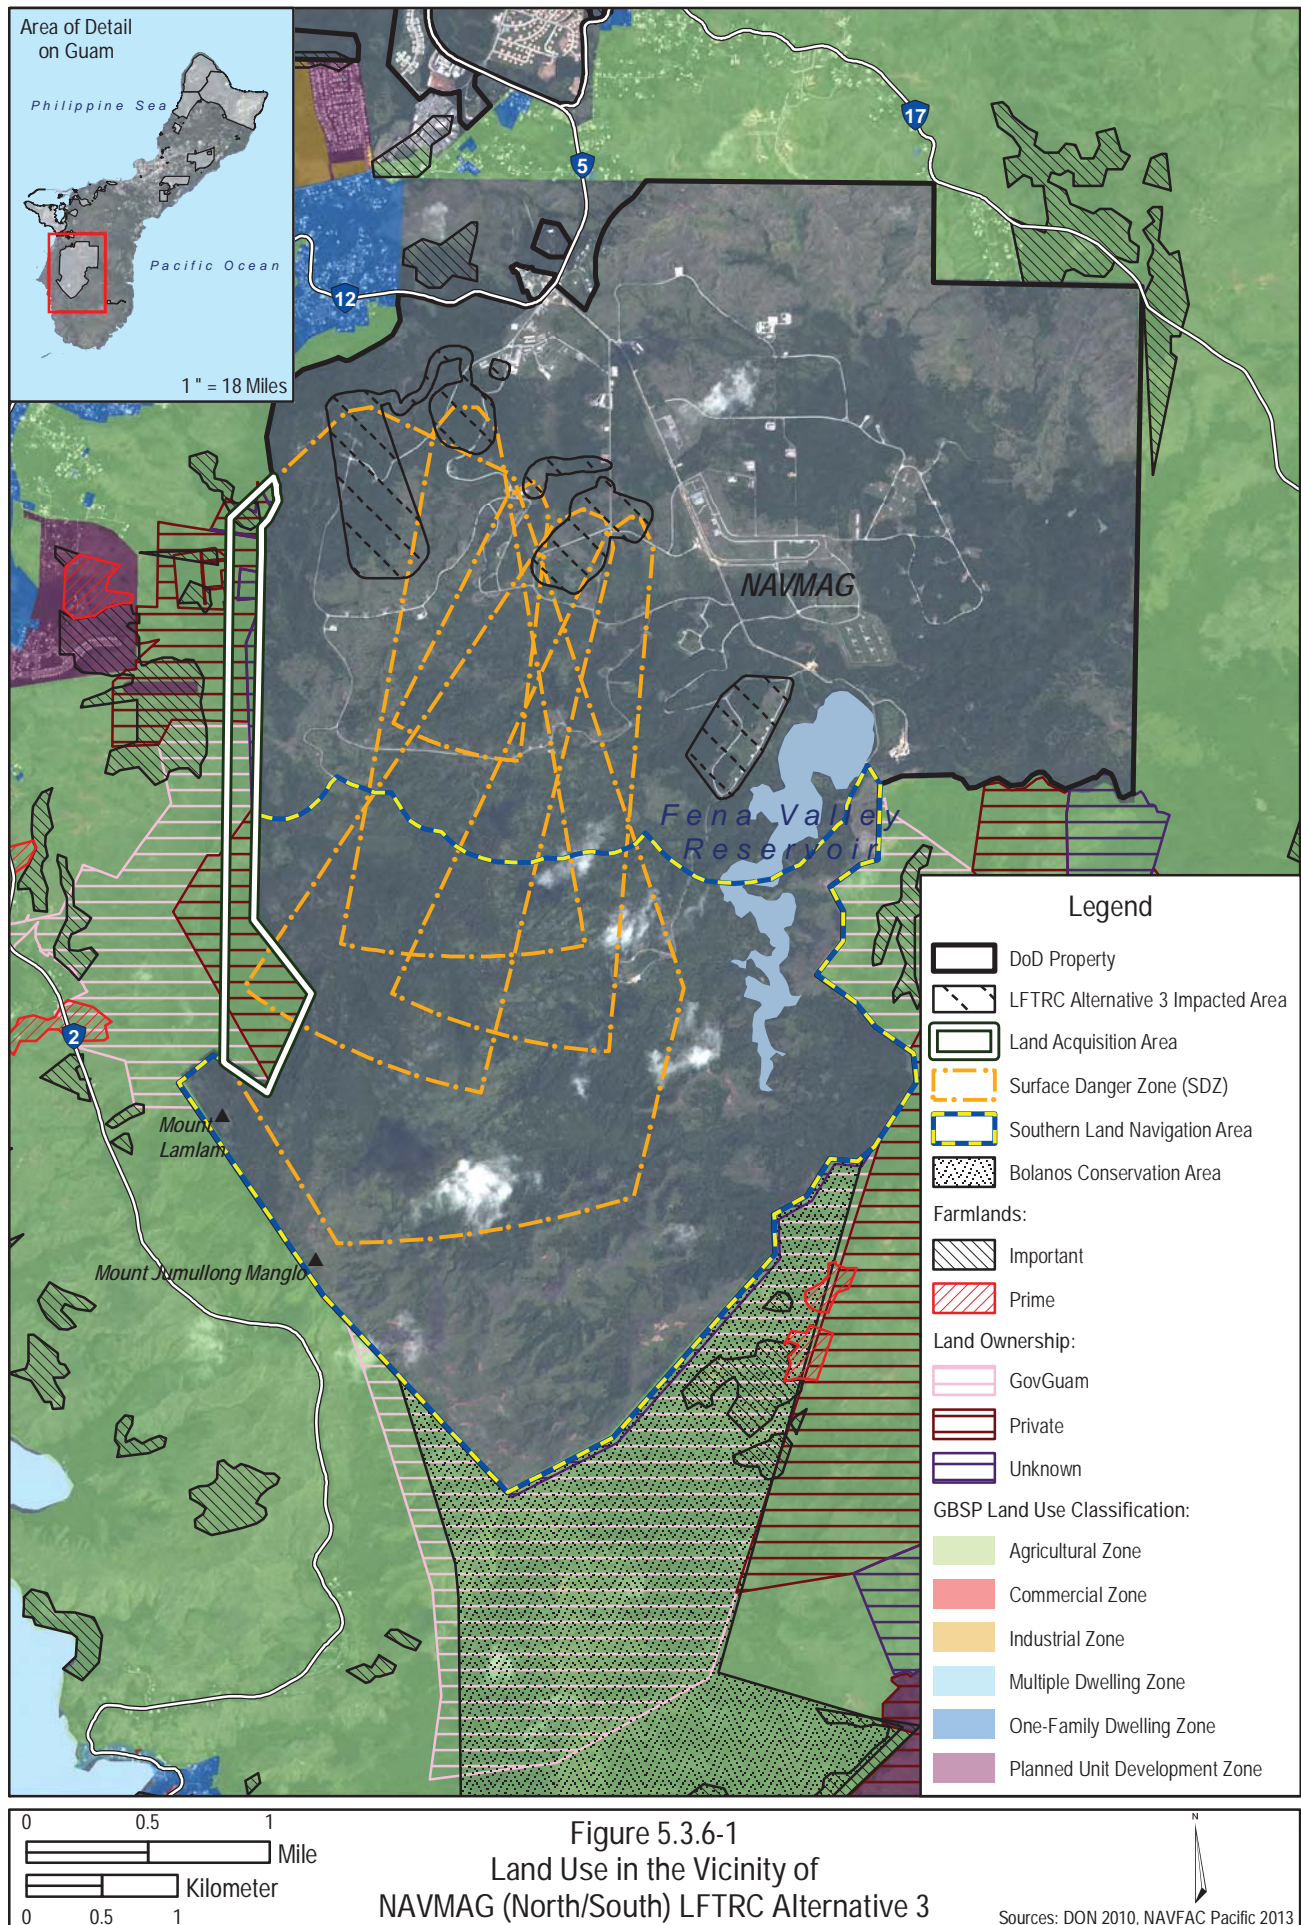 Area of Detail
on Guam
Philippine Sea
Pacific Ocean
1 " = 18 Miles
5
17
12
NAVMAG
Fena Valley
Reservoir
2
Mount
Lamlam
Mount Jumullong Manglo
Legend
DoD Property
LFTRC Alternative 3 Impacted Area
Land Acquisition Area
Surface Danger Zone (SDZ)
Southern Land Navigation Area
Bolanos Conservation Area
Farmlands:
Important
Prime
Land Ownership:
GovGuam
Private
Unknown
GBSP Land Use Classification:
Agricultural Zone
Commercial Zone
Industrial Zone
Multiple Dwelling Zone
One-Family Dwelling Zone
Planned Unit Development Zone
0 0.5 1
Mile
Kilometer
0 0.5 1
Figure 5.3.6-1
Land Use in the Vicinity of
NAVMAG (North/South) LFTRC Alternative 3
N
Sources: DON 2010, NAVFAC Pacific 2013